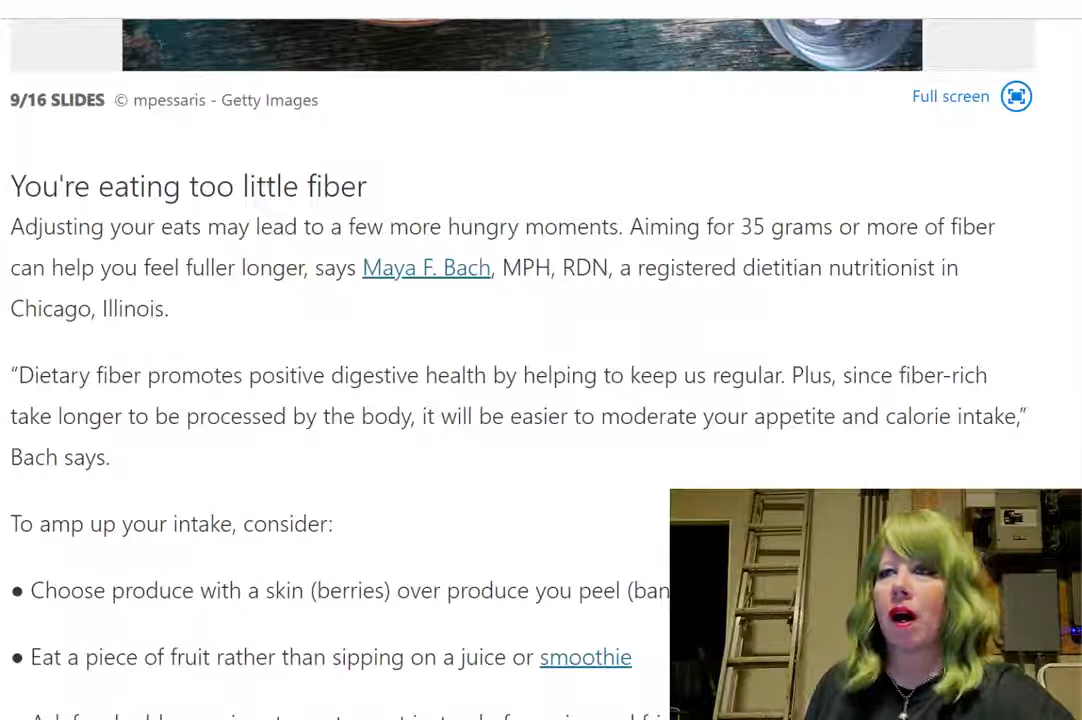 9/16 SLIDES © mpessaris - Getty Images
Full screen
You're eating too little fiber
Adjusting your eats may lead to a few more hungry moments. Aiming for 35 grams or more of fiber
can help you feel fuller longer, says Maya F. Bach, MPH, RDN, a registered dietitian nutritionist in
Chicago, Illinois.
“Dietary fiber promotes positive digestive health by helping to keep us regular. Plus, since fiber-rich
take longer to be processed by the body, it will be easier to moderate your appetite and calorie intake,”
Bach says.
To amp up your intake, consider:
● Choose produce with a skin (berries) over produce you peel (ban
● Eat a piece of fruit rather than sipping on a juice or smoothie